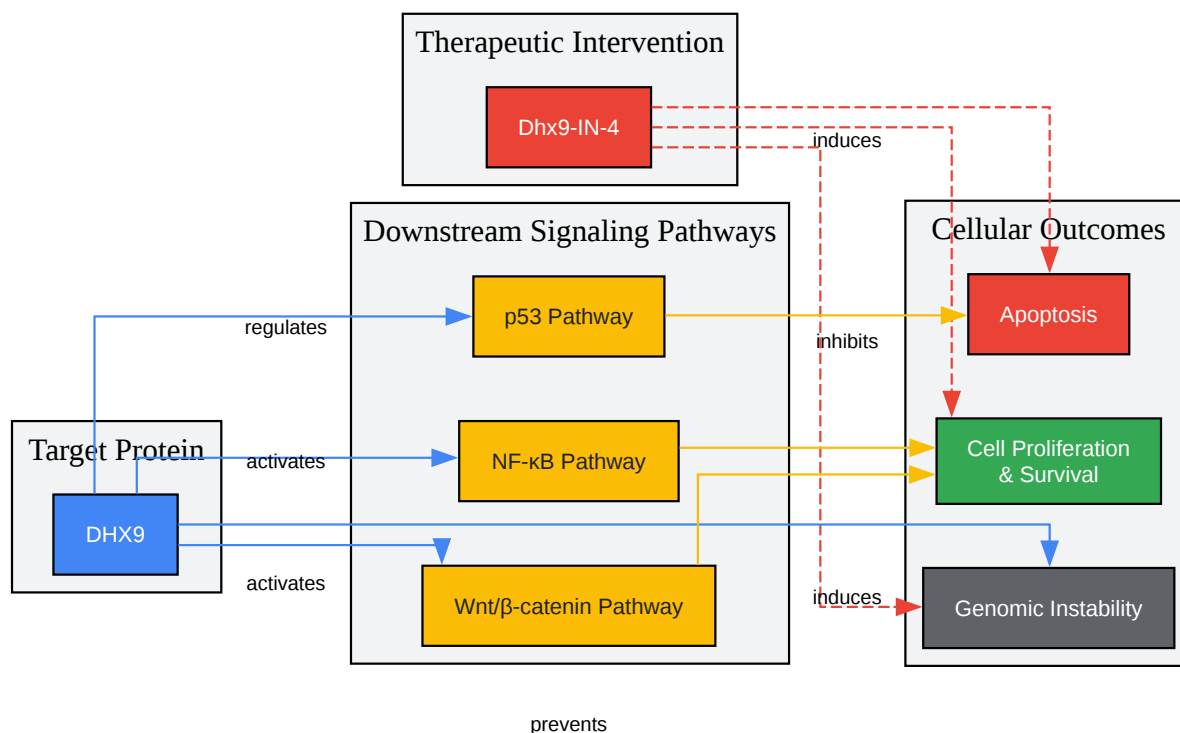 Therapeutic Intervention
Dhx9-IN-4
induces
Downstream Signaling Pathways
Cellular Outcomes
p53 Pathway
Apoptosis
regulates
inhibits
Target Protein
NF-κB Pathway
Cell Proliferation
& Survival
activates
DHX9
activates
Wnt/β-catenin Pathway
induces
Genomic Instability
prevents